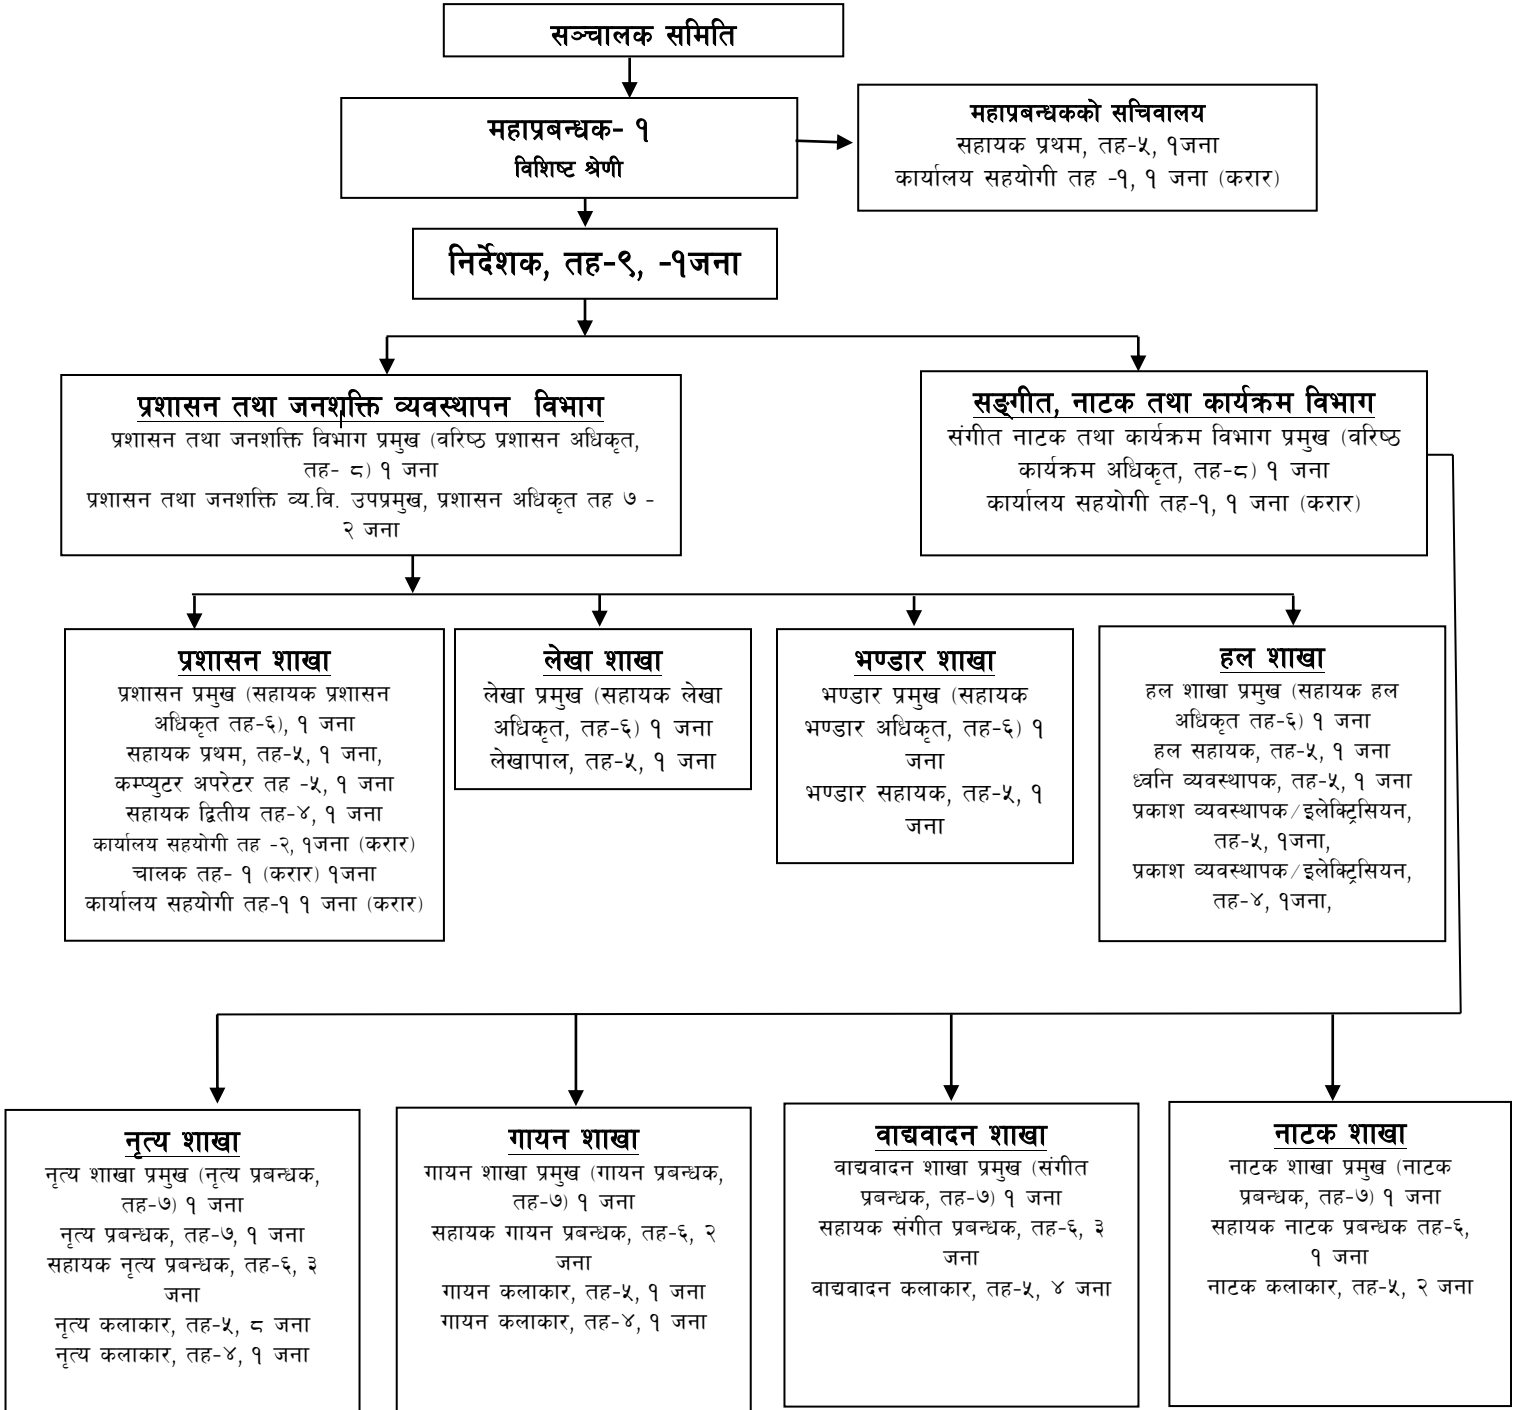 सञ्चालक समिति
महाप्रबन्धक- १
विशिष्ट श्रेणी
महाप्रबन्धकको सचिवालय
सहायक प्रथम, तह-५, १जना
कार्यालय सहयोगी तह -१, १ जना (करार)
निर्देशक, तह-९, -१जना
प्रशासन तथा जनशक्ति व्यवस्थापन विभाग
प्रशासन तथा जनशक्ति विभाग प्रमुख (वरिष्ठ प्रशासन अधिकृत,
तह- ८) १ जना
प्रशासन तथा जनशक्ति व्य.वि. उपप्रमुख, प्रशासन अधिकृत तह ७ -
२ जना
सङ्गीत, नाटक तथा कार्यक्रम विभाग
संगीत नाटक तथा कार्यक्रम विभाग प्रमुख (वरिष्ठ
कार्यक्रम अधिकृत, तह-८) १ जना
कार्यालय सहयोगी तह-१, १ जना (करार)
प्रशासन शाखा
प्रशासन प्रमुख (सहायक प्रशासन
अधिकृत तह-६), १ जना
सहायक प्रथम, तह-५, १ जना,
कम्प्युटर अपरेटर तह -५, १ जना
सहायक द्वितीय तह-४, १ जना
कार्यालय सहयोगी तह -२, १जना (करार)
चालक तह- १ (करार) १जना
कार्यालय सहयोगी तह-१ १ जना (करार)
लेखा शाखा
लेखा प्रमुख (सहायक लेखा
अधिकृत, तह-६) १ जना
लेखापाल, तह-५, १ जना
भण्डार शाखा
भण्डार प्रमुख (सहायक
भण्डार अधिकृत, तह-६) १
जना
भण्डार सहायक, तह-५, १
जना
हल शाखा
हल शाखा प्रमुख (सहायक हल
अधिकृत तह-६) १ जना
हल सहायक, तह-५, १ जना
ध्वनि व्यवस्थापक, तह-५, १ जना
प्रकाश व्यवस्थापक/इलेक्ट्रिसियन,
तह-५, १जना,
प्रकाश व्यवस्थापक/इलेक्ट्रिसियन,
तह-४, १जना,
नृत्य शाखा
नृत्य शाखा प्रमुख (नृत्य प्रबन्धक,
तह-७) १ जना
नृत्य प्रबन्धक, तह-७, १ जना
सहायक नृत्य प्रबन्धक, तह-६, ३
जना
नृत्य कलाकार, तह-५, ८ जना
नृत्य कलाकार, तह-४, १ जना
गायन शाखा
गायन शाखा प्रमुख (गायन प्रबन्धक,
तह-७) १ जना
सहायक गायन प्रबन्धक, तह-६, २
जना
गायन कलाकार, तह-५, १ जना
गायन कलाकार, तह-४, १ जना
वाद्यवादन शाखा
वाद्यवादन शाखा प्रमुख (संगीत
प्रबन्धक, तह-७) १ जना
सहायक संगीत प्रबन्धक, तह-६, ३
जना
वाद्यवादन कलाकार, तह-५, ४ जना
नाटक शाखा
नाटक शाखा प्रमुख (नाटक
प्रबन्धक, तह-७) १ जना
सहायक नाटक प्रबन्धक तह-६,
१ जना
नाटक कलाकार, तह-५, २ जना